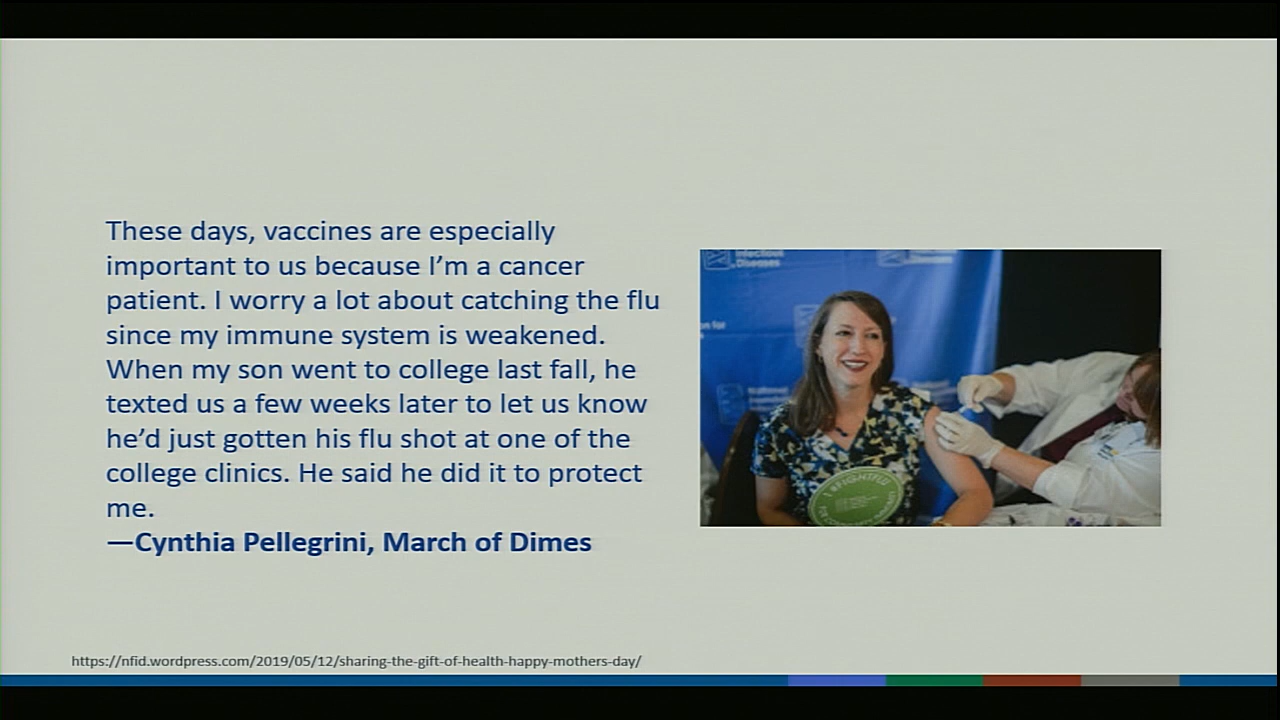 These days, vaccines are especially
important to us because I'm a cancer
patient. I worry a lot about catching the flu
since my immune system is weakened.
When my son went to college last fall, he
texted us a few weeks later to let us know
he'd just gotten his flu shot at one of the
college clinics. He said he did it to protect
me.
—Cynthia Pellegrini, March of Dimes
Infectious
Diseases
#FIGHTFLU
https://nfid.wordpress.com/2019/05/12/sharing-the-gift-of-health-happy-mothers-day/